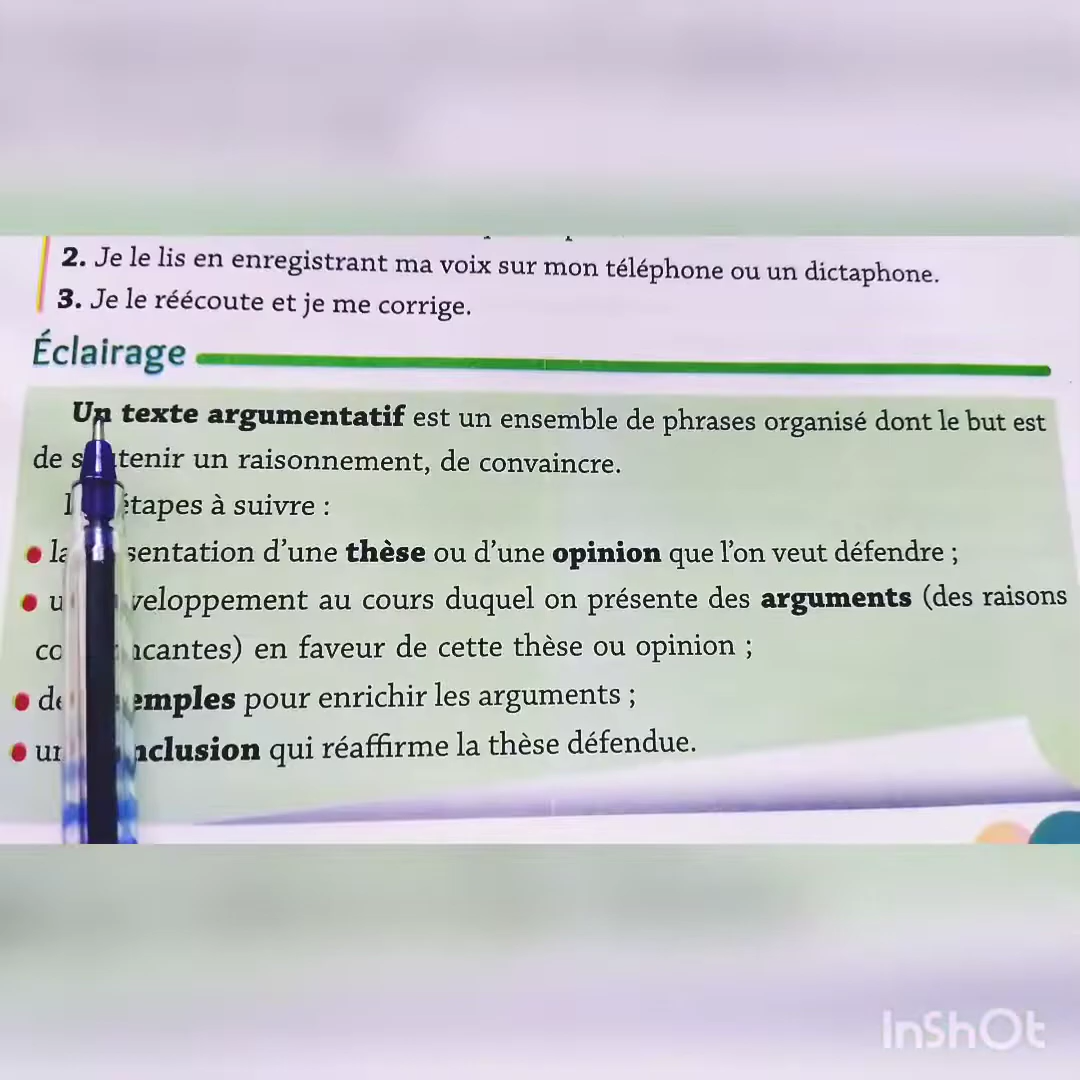 2. Je le lis en enregistrant ma voix sur mon téléphone ou un dictaphone.
3. Je le réécoute et je me corrige.
Éclairage
Un texte argumentatif est un ensemble de phrases organisé dont le but est
de soutenir un raisonnement, de convaincre.
étapes à suivre :
la présentation d'une thèse ou d'une opinion que l'on veut défendre ;
un développement au cours duquel on présente des arguments (des raisons
convaincantes) en faveur de cette thèse ou opinion ;
des exemples pour enrichir les arguments ;
une conclusion qui réaffirme la thèse défendue.
InShOt